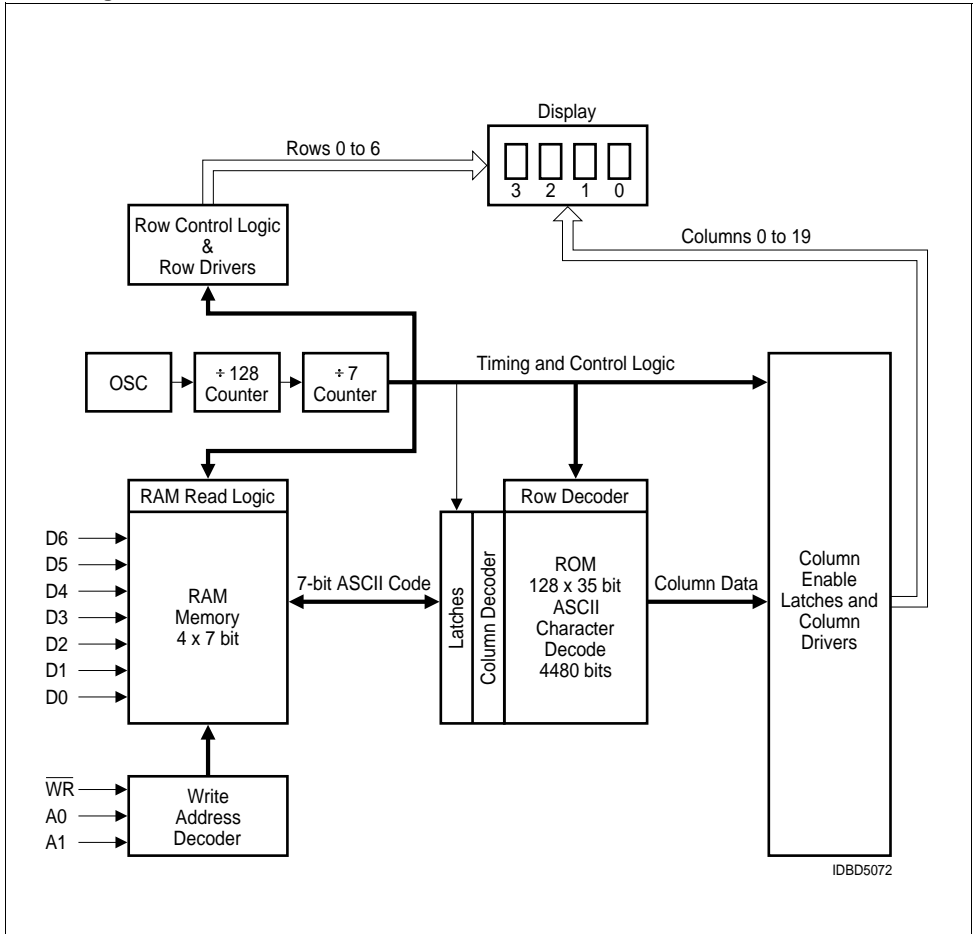 Display
Rows 0 to 6
3 2 1 0
Row Control Logic
&
Row Drivers
Columns 0 to 19
OSC
÷ 128
Counter
÷ 7
Counter
Timing and Control Logic
RAM Read Logic
Row Decoder
D6
D5
D4
D3
D2
D1
D0
RAM
Memory
4 x 7 bit
7-bit ASCII Code
Latches
Column Decoder
ROM
128 x 35 bit
ASCII
Character
Decode
4480 bits
Column Data
Column
Enable
Latches and
Column
Drivers
W̅R̅
A0
A1
Write
Address
Decoder
IDBD5072